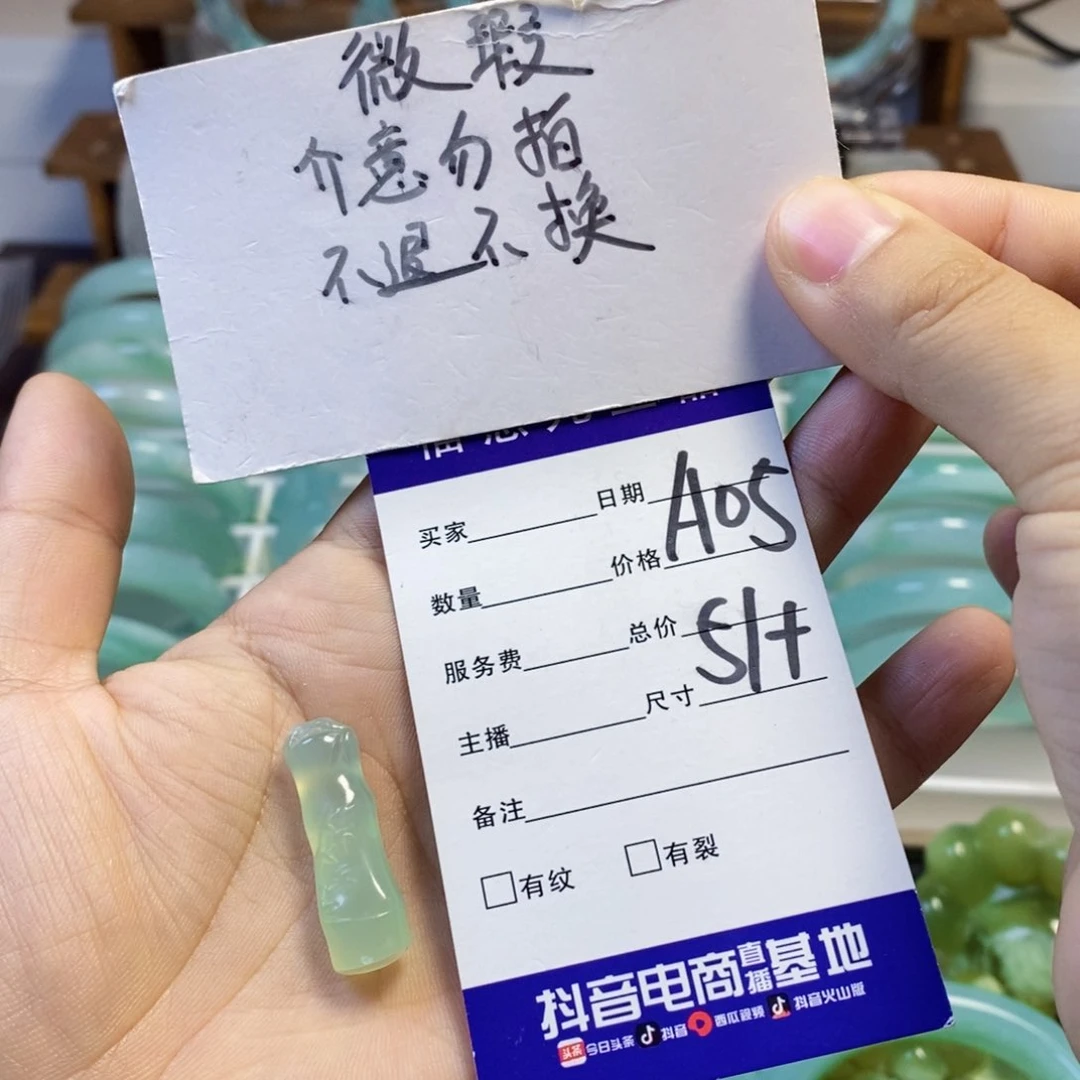 微瑕
介意勿拍
不退不换
日期 A05
买家
价格
数量
总价 S/t
服务费
尺寸
主播
备注
有纹 有裂
抖音电商直播基地
头条 今日头条 抖音 西瓜视频 抖音火山版